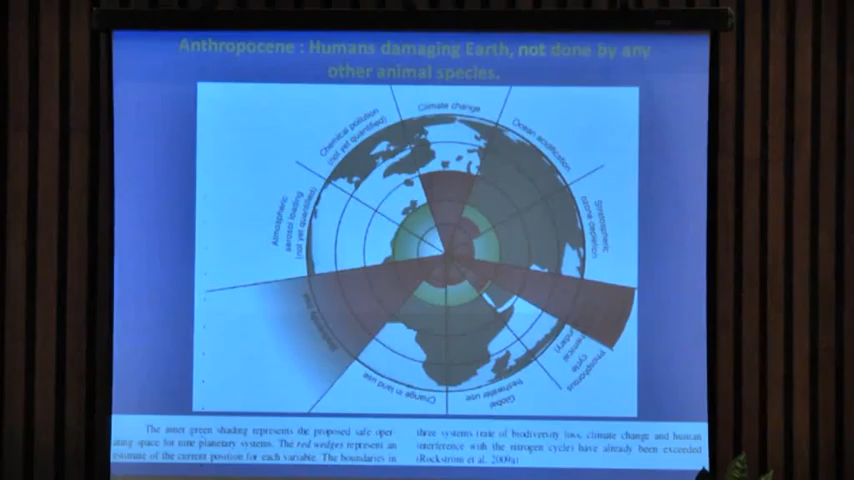 Anthropocene : Humans damaging Earth, not done by any
other animal species.
Climate change
Ocean acidification
Stratospheric
ozone depletion
Phosphorous
cycle
Global
freshwater use
Change in land use
Biodiversity loss
Atmospheric
aerosol loading
(not yet quantified)
Chemical pollution
(not yet quantified)
The inner green shading represents the proposed safe oper-
ating space for nine planetary systems. The red wedges represent an
estimate of the current position for each variable. The boundaries in
three systems (rate of biodiversity loss, climate change and human
interference with the nitrogen cycle) have already been exceeded
(Rockström et al. 2009a)